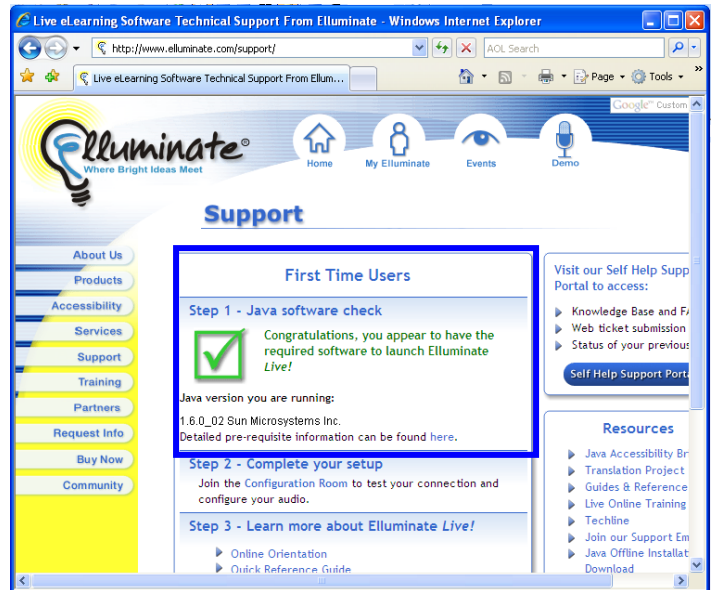 Live eLearning Software Technical Support From Elluminate - Windows Internet Explorer
http://www.elluminate.com/support/
AOL Search
Live eLearning Software Technical Support From Ellum...
Page
Tools
»
Google™ Custom
Elluminate®
Where Bright Ideas Meet
Home
My Elluminate
Events
Demo
Support
About Us
Products
Accessibility
Services
Support
Training
Partners
Request Info
Buy Now
Community
First Time Users
Step 1 - Java software check
Congratulations, you appear to have the
required software to launch Elluminate
Live!
Java version you are running:
1.6.0_02 Sun Microsystems Inc.
Detailed pre-requisite information can be found here.
Step 2 - Complete your setup
Join the Configuration Room to test your connection and
configure your audio.
Step 3 - Learn more about Elluminate Live!
Online Orientation
Quick Reference Guide
Visit our Self Help Supp
Portal to access:
Knowledge Base and FA
Web ticket submission
Status of your previous
Self Help Support Porta
Resources
Java Accessibility Br
Translation Project
Guides & Reference
Live Online Training
Techline
Join our Support Em
Java Offline Installat
Download